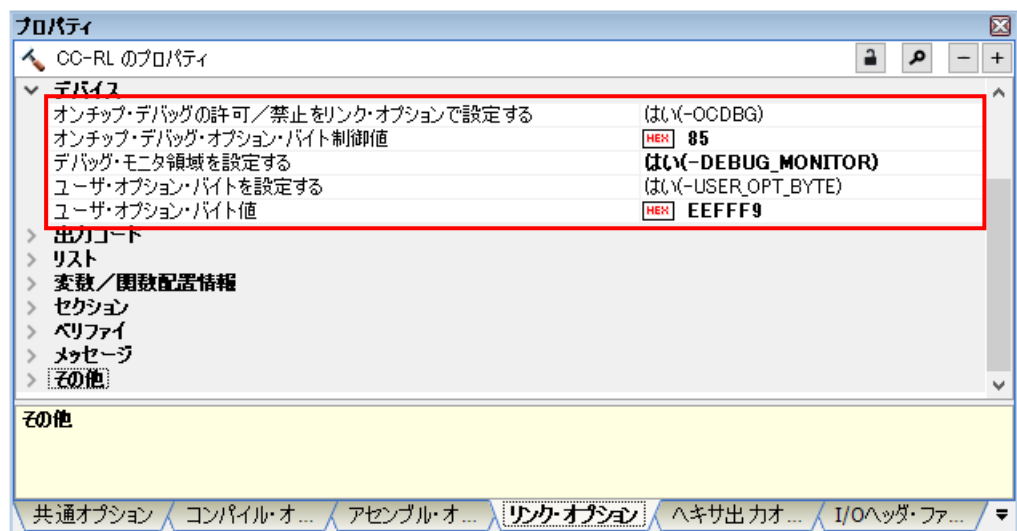 プロパティ
CC-RL のプロパティ
デバイス
オンチップ・デバッグの許可／禁止をリンク・オプションで設定する はい(-OCDBG)
オンチップ・デバッグ・オプション・バイト制御値 HEX 85
デバッグ・モニタ領域を設定する はい(-DEBUG_MONITOR)
ユーザ・オプション・バイトを設定する はい(-USER_OPT_BYTE)
ユーザ・オプション・バイト値 HEX EEFFF9
出力コード
リスト
変数／関数配置情報
セクション
ベリファイ
メッセージ
その他
その他
共通オプション コンパイル・オ... アセンブル・オ... リンク・オプション ヘキサ出力オ... I/Oヘッダ・ファ...